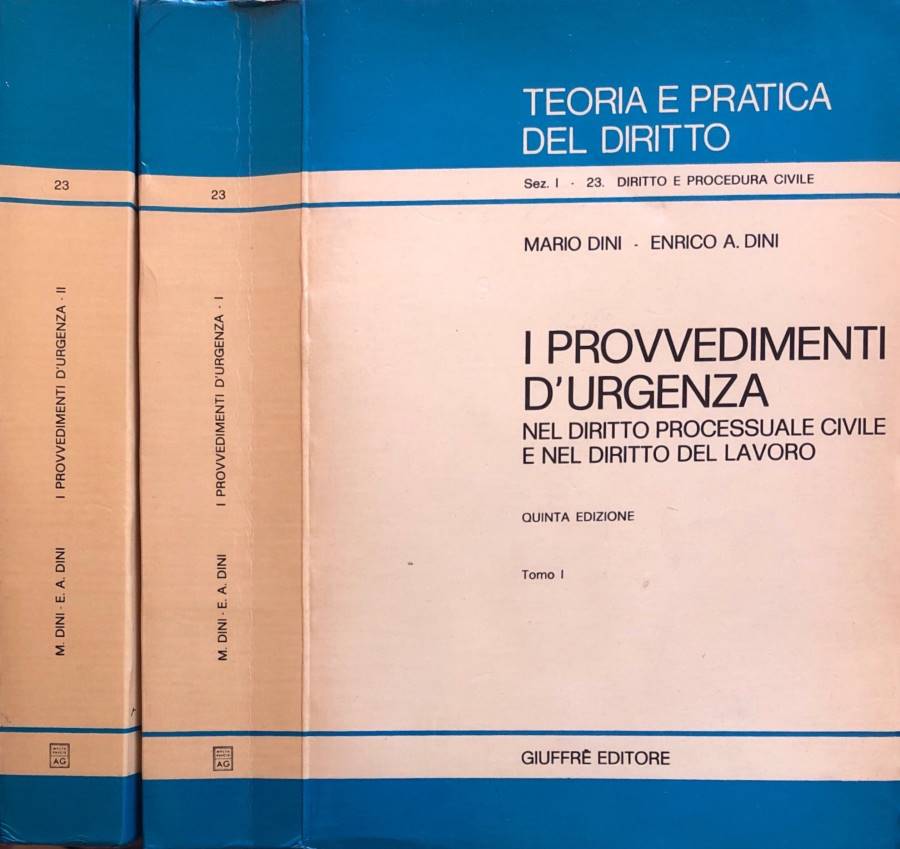 23
I PROVVEDIMENTI D'URGENZA - II
M. DINI - E. A. DINI
AG
23
I PROVVEDIMENTI D'URGENZA - I
M. DINI - E. A. DINI
AG
TEORIA E PRATICA
DEL DIRITTO
Sez. I - 23. DIRITTO E PROCEDURA CIVILE
MARIO DINI - ENRICO A. DINI
I PROVVEDIMENTI
D'URGENZA
NEL DIRITTO PROCESSUALE CIVILE
E NEL DIRITTO DEL LAVORO
QUINTA EDIZIONE
Tomo I
GIUFFRÊ EDITORE